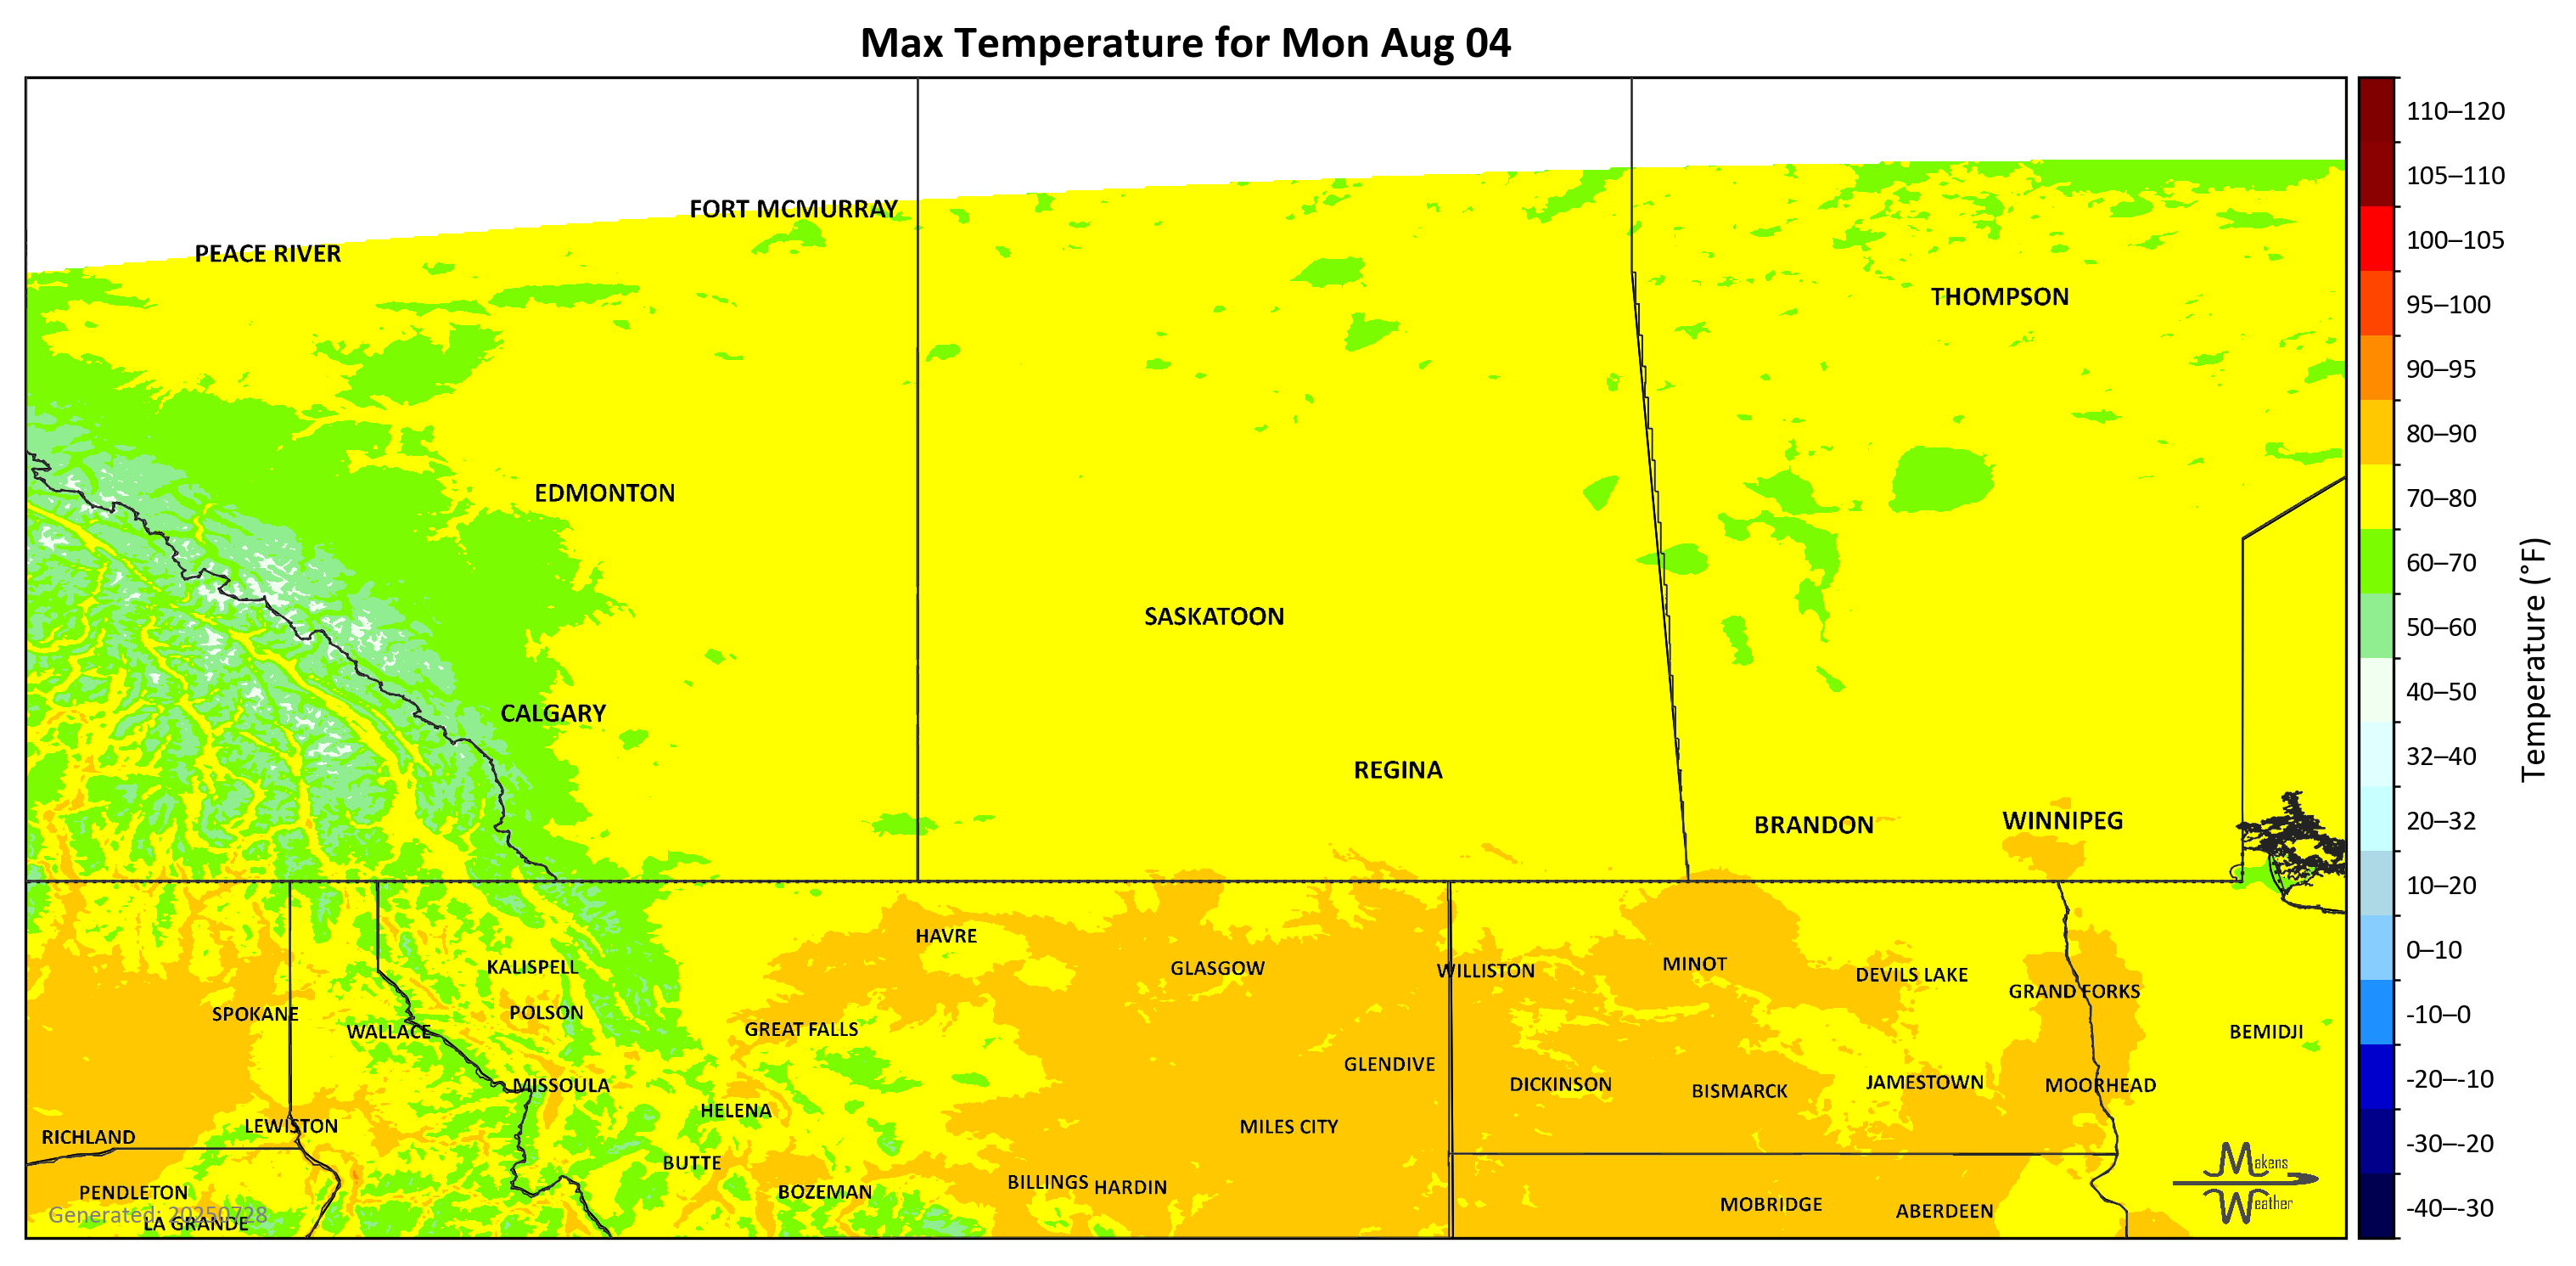 Max Temperature for Mon Aug 04
FORT MCMURRAY
PEACE RIVER
THOMPSON
EDMONTON
SASKATOON
CALGARY
REGINA
BRANDON
WINNIPEG
HAVRE
KALISPELL
GLASGOW
WILLISTON
MINOT
DEVILS LAKE
GRAND FORKS
SPOKANE
POLSON
WALLACE
GREAT FALLS
BEMIDJI
GLENDIVE
MISSOULA
DICKINSON
BISMARCK
JAMESTOWN
MOORHEAD
HELENA
LEWISTON
MILES CITY
RICHLAND
BUTTE
BOZEMAN
BILLINGS
HARDIN
PENDLETON
MOBRIDGE
ABERDEEN
Generated: 20250728
LA GRANDE
Makens
Weather
110–120
105–110
100–105
95–100
90–95
80–90
70–80
60–70
50–60
40–50
32–40
20–32
10–20
0–10
-10–0
-20–-10
-30–-20
-40–-30
Temperature (°F)